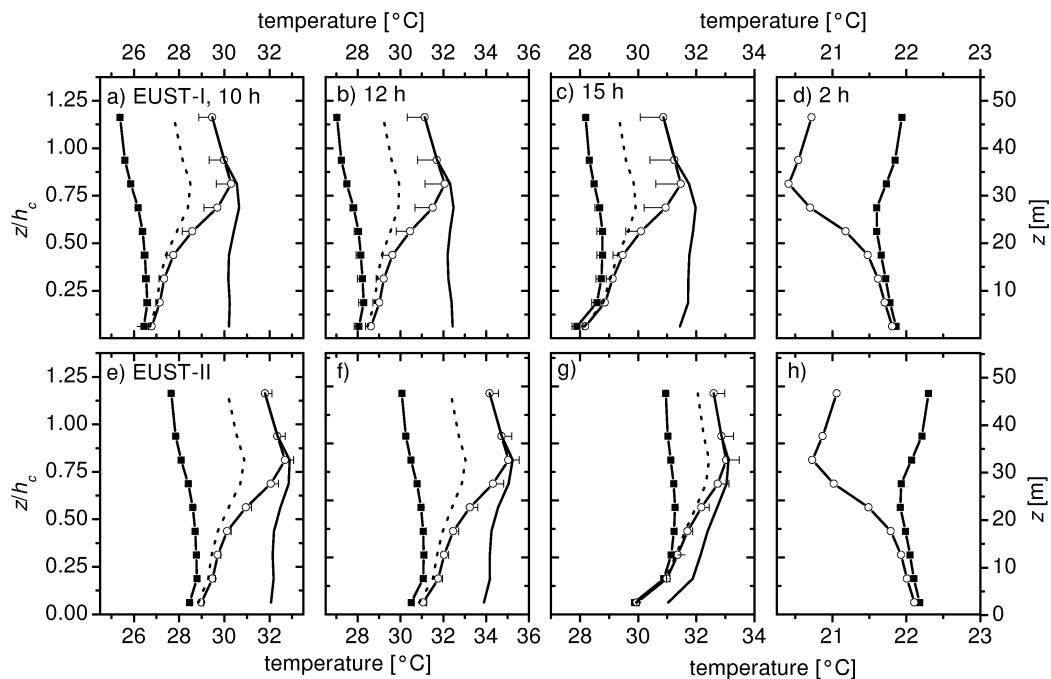 temperature [°C]
temperature [°C]
26 28 30 32
28 30 32 34 36
28 30 32 34
21 22 23
a) EUST-I, 10 h
b) 12 h
c) 15 h
d) 2 h
1.25
1.00
0.75
0.50
0.25
z/h_c
50
40
30
20
10
z [m]
e) EUST-II
f)
g)
h)
1.25
1.00
0.75
0.50
0.25
0.00
z/h_c
50
40
30
20
10
0
z [m]
26 28 30 32
28 30 32 34 36
28 30 32 34
21 22 23
temperature [°C]
temperature [°C]